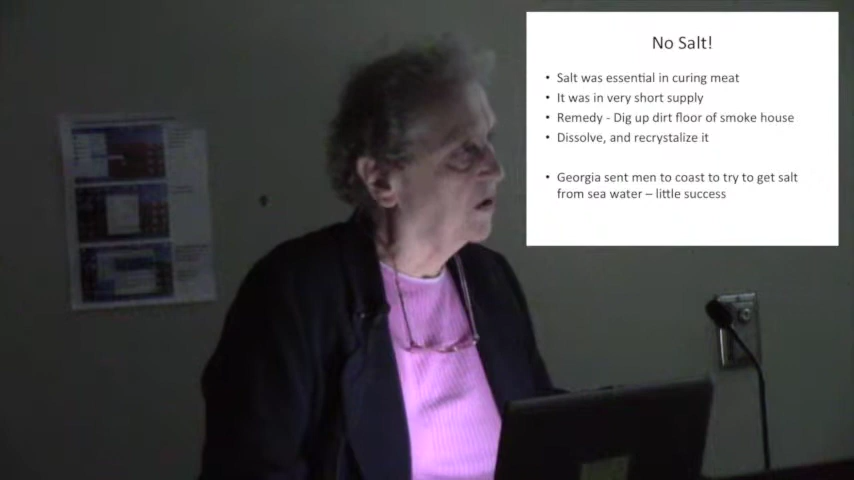 No Salt!
• Salt was essential in curing meat
• It was in very short supply
• Remedy - Dig up dirt floor of smoke house
• Dissolve, and recrystalize it
• Georgia sent men to coast to try to get salt
from sea water – little success